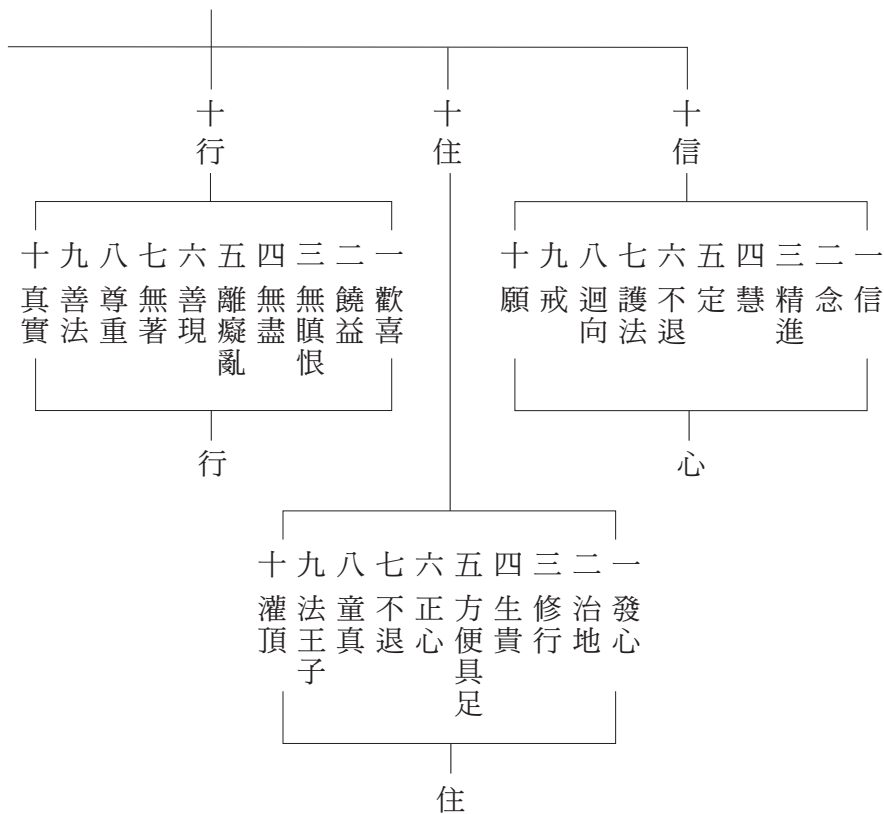 十信
一 信
二 念
三 精進
四 慧
五 定
六 不退
七 護法
八 迴向
九 戒
十 願
心
十住
一 發心
二 治地
三 修行
四 生貴
五 方便具足
六 正心
七 不退
八 童真
九 法王子
十 灌頂
住
十行
一 歡喜
二 饒益
三 無瞋恨
四 無盡
五 離癡亂
六 善現
七 無著
八 尊重
九 善法
十 真實
行